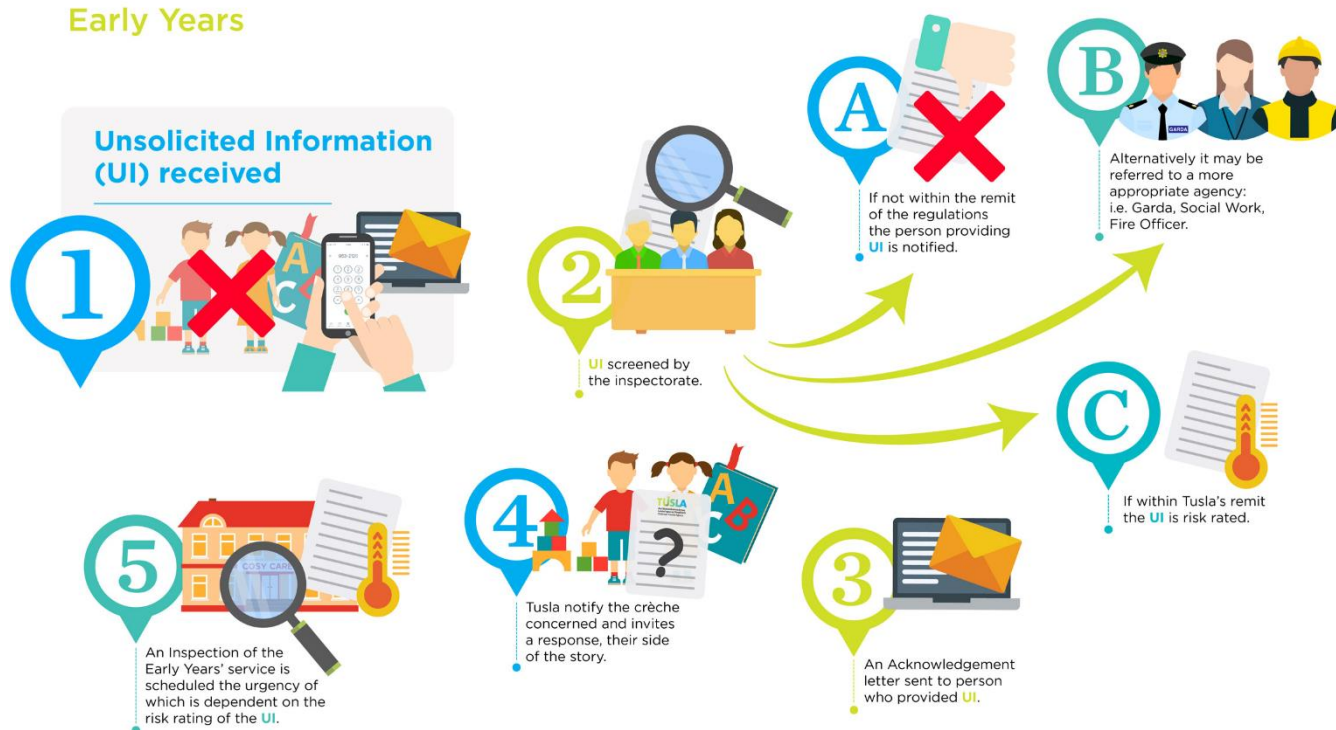 Early Years
Unsolicited Information
(UI) received
1
A
C
2
UI screened by
the inspectorate.
A
If not within the remit
of the regulations
the person providing
UI is notified.
B
GARDA
Alternatively it may be
referred to a more
appropriate agency:
i.e. Garda, Social Work,
Fire Officer.
C
If within Tusla's remit
the UI is risk rated.
3
An Acknowledgement
letter sent to person
who provided UI.
4
TUSLA
?
A
B
C
Tusla notify the crèche
concerned and invites
a response, their side
of the story.
5
COSY CARE
An Inspection of the
Early Years' service is
scheduled the urgency of
which is dependent on the
risk rating of the UI.